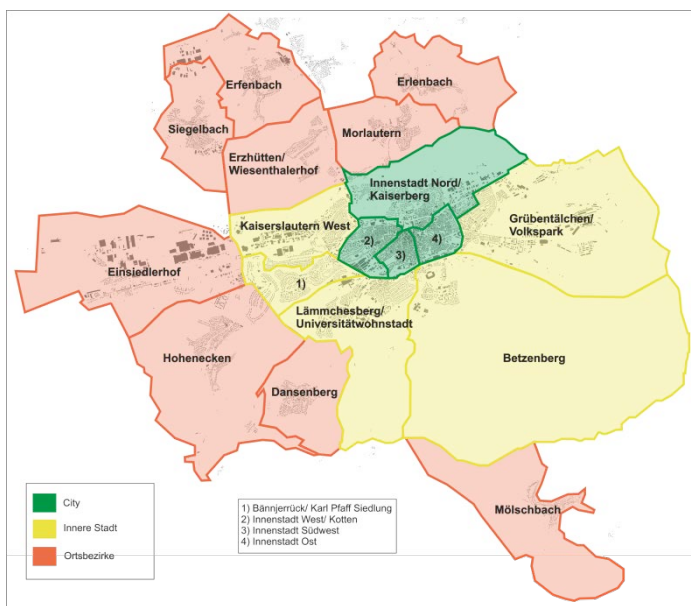 Erfenbach
Erlenbach
Siegelbach
Morlautern
Erzhütten/
Wiesenthalerhof
Innenstadt Nord/
Kaiserberg
Kaiserslautern West
Grübentälchen/
Volkspark
2)
4)
3)
Einsiedlerhof
1)
Lämmchesberg/
Universitätwohnstadt
Hohenecken
Betzenberg
Dansenberg
Mölschbach
City
Innere Stadt
Ortsbezirke
1) Bännjerrück/ Karl Pfaff Siedlung
2) Innenstadt West/ Kotten
3) Innenstadt Südwest
4) Innenstadt Ost